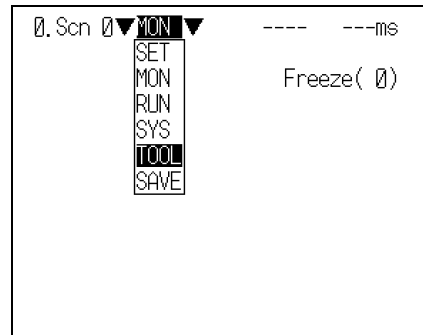 0.Scn 0▼MON ▼ ---- ---ms
SET
MON Freeze( 0)
RUN
SYS
TOOL
SAVE